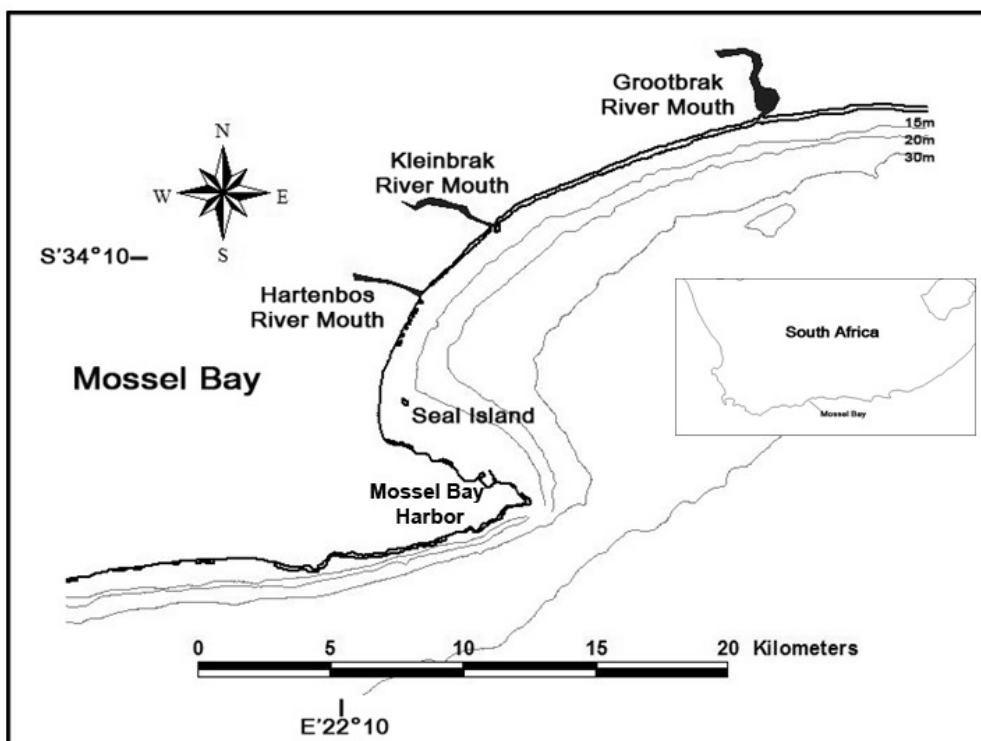 Grootbrak
River Mouth
15m
20m
30m
N
W
E
S
Kleinbrak
River Mouth
S'34°10
Hartenbos
River Mouth
South Africa
Mossel Bay
Mossel Bay
Seal Island
Mossel Bay
Harbor
0 5 10 15 20 Kilometers
E'22°10